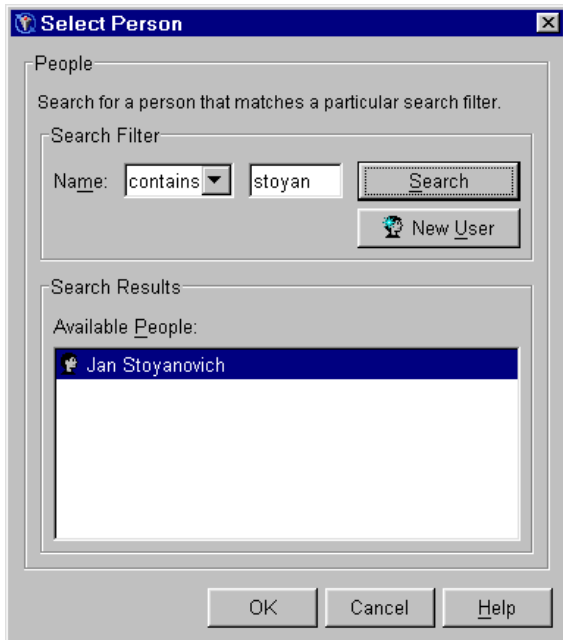 Select Person
People
Search for a person that matches a particular search filter.
Search Filter
Name: contains stoyan Search
New User
Search Results
Available People:
Jan Stoyanovich
OK Cancel Help